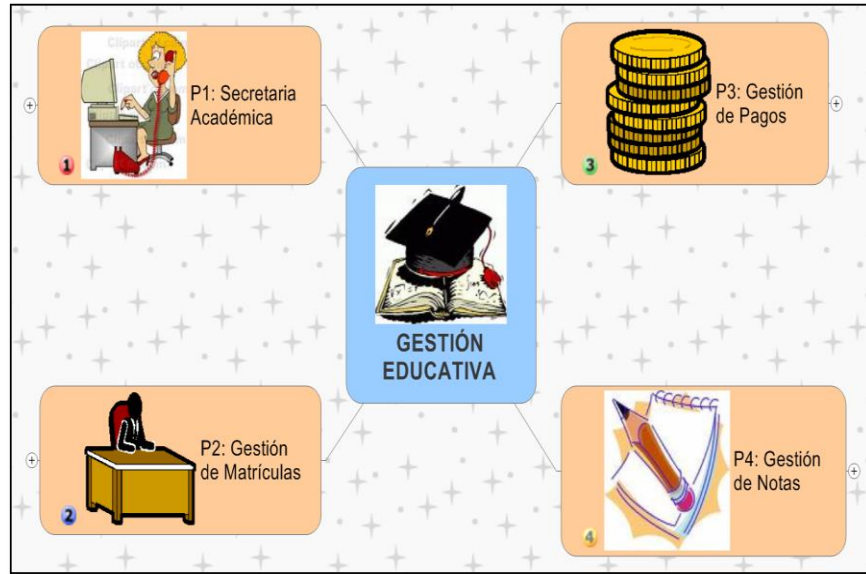 P1: Secretaria
Académica
1
P2: Gestión
de Matrículas
2
GESTIÓN
EDUCATIVA
P3: Gestión
de Pagos
3
P4: Gestión
de Notas
4